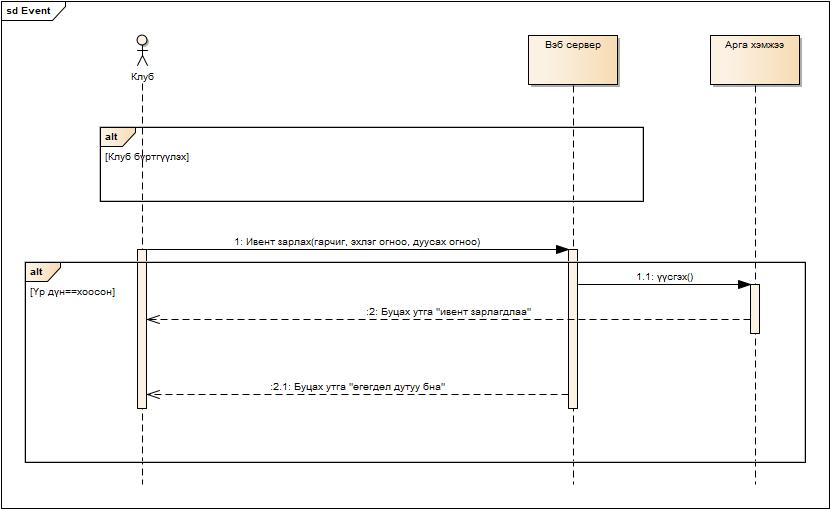 sd Event
Клуб
Вэб сервер
Арга хэмжээ
alt
[Клуб бүртгүүлэх]
1: Ивент зарлах(гарчиг, эхлэг огноо, дуусах огноо)
alt
[Үр дүн==хоосон]
1.1: үүсгэх()
:2: Буцах утга "ивент зарлагдлаа"
:2.1: Буцах утга "өгөгдөл дутуу бна"